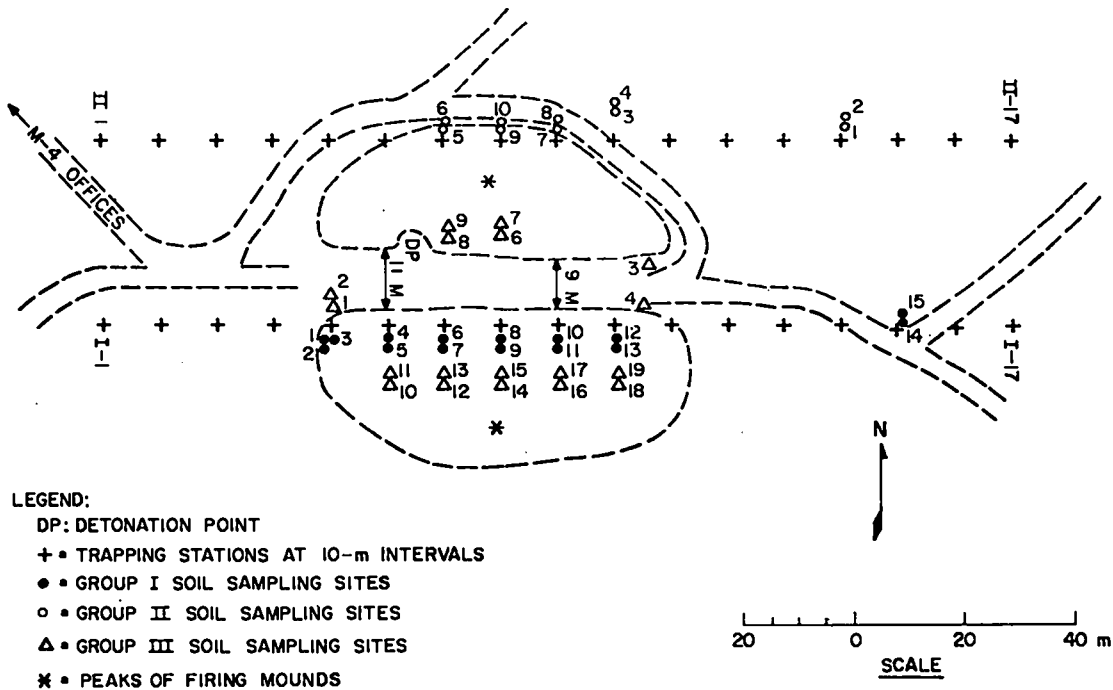 II-1
II-17
M-4 OFFICES
4
3
2
1
6
10
8
5
9
7
9
8
7
6
DP
11 M
9 M
3
4
2
1
15
14
1
2
3
4
5
6
7
8
9
10
11
12
13
I-1
I-17
11
10
13
12
15
14
17
16
19
18
N
LEGEND:
DP: DETONATION POINT
+ = TRAPPING STATIONS AT 10-m INTERVALS
● = GROUP I SOIL SAMPLING SITES
○ = GROUP II SOIL SAMPLING SITES
△ = GROUP III SOIL SAMPLING SITES
* = PEAKS OF FIRING MOUNDS
20 0 20 40 m
SCALE